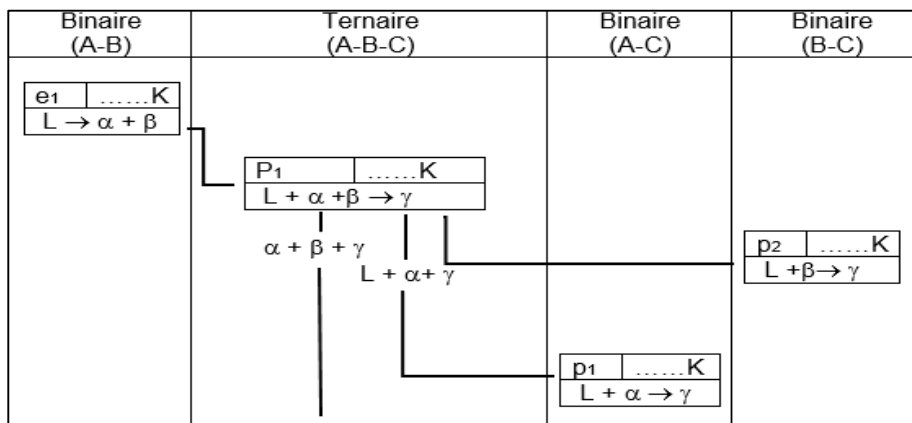 Binaire
(A-B)
Ternaire
(A-B-C)
Binaire
(A-C)
Binaire
(B-C)
e1 ......K
L → α + β
P1 ......K
L + α +β → γ
α + β + γ
L + α+ γ
p2 ......K
L +β→ γ
p1 ......K
L + α → γ